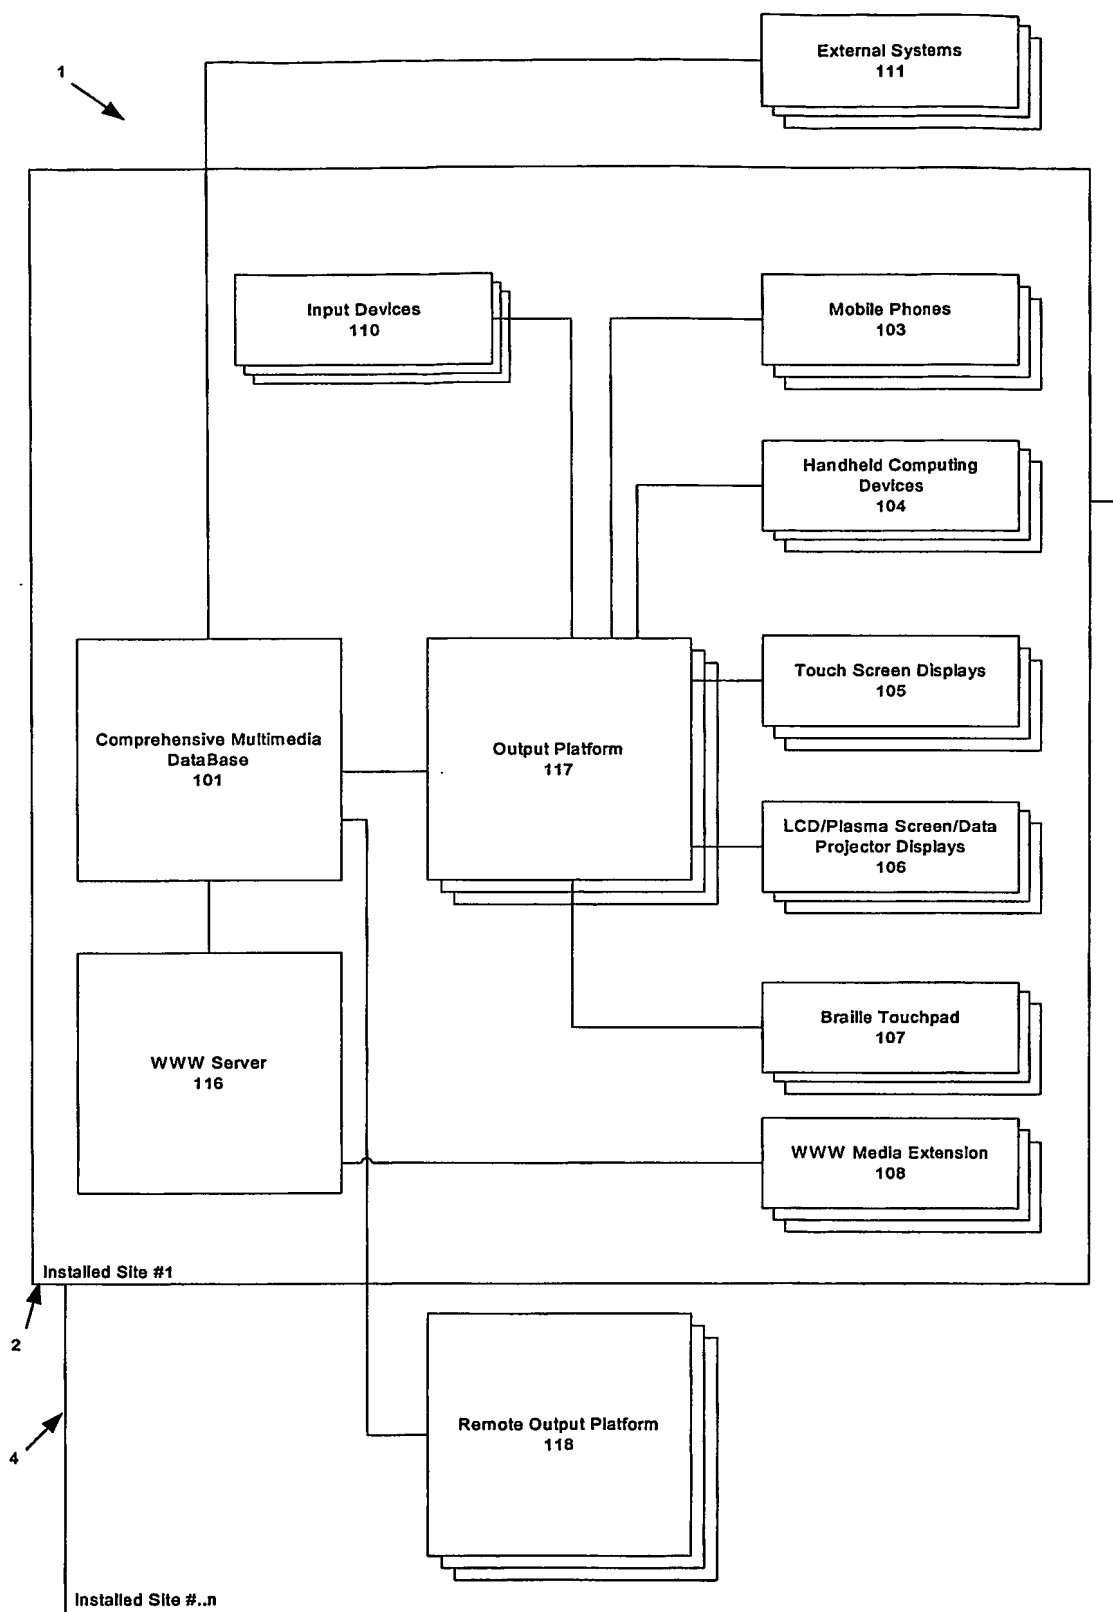 External Systems
111
1
Input Devices
110
Mobile Phones
103
Handheld Computing
Devices
104
Touch Screen Displays
105
Comprehensive Multimedia
DataBase
101
Output Platform
117
LCD/Plasma Screen/Data
Projector Displays
106
Braille Touchpad
107
WWW Server
116
WWW Media Extension
108
Installed Site #1
2
Remote Output Platform
118
4
Installed Site #..n